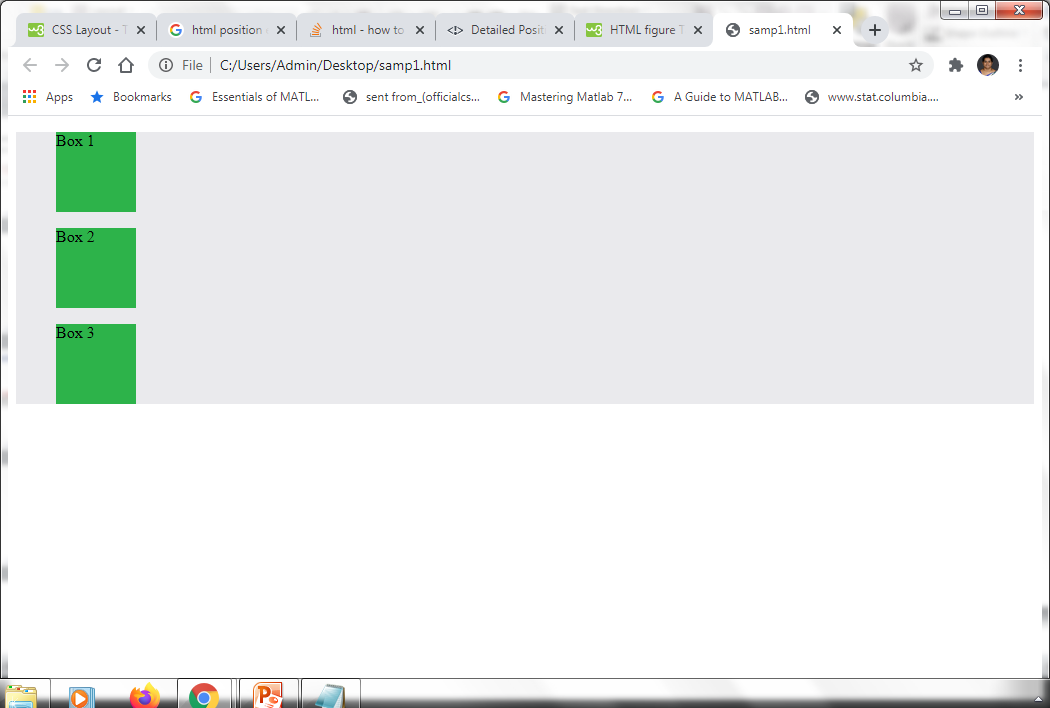 CSS Layout - T
html position
html - how to
Detailed Posit
HTML figure T
samp1.html
File
C:/Users/Admin/Desktop/samp1.html
Apps
Bookmarks
Essentials of MATL...
sent from_(officialcs...
Mastering Matlab 7...
A Guide to MATLAB...
www.stat.columbia....
»
Box 1
Box 2
Box 3